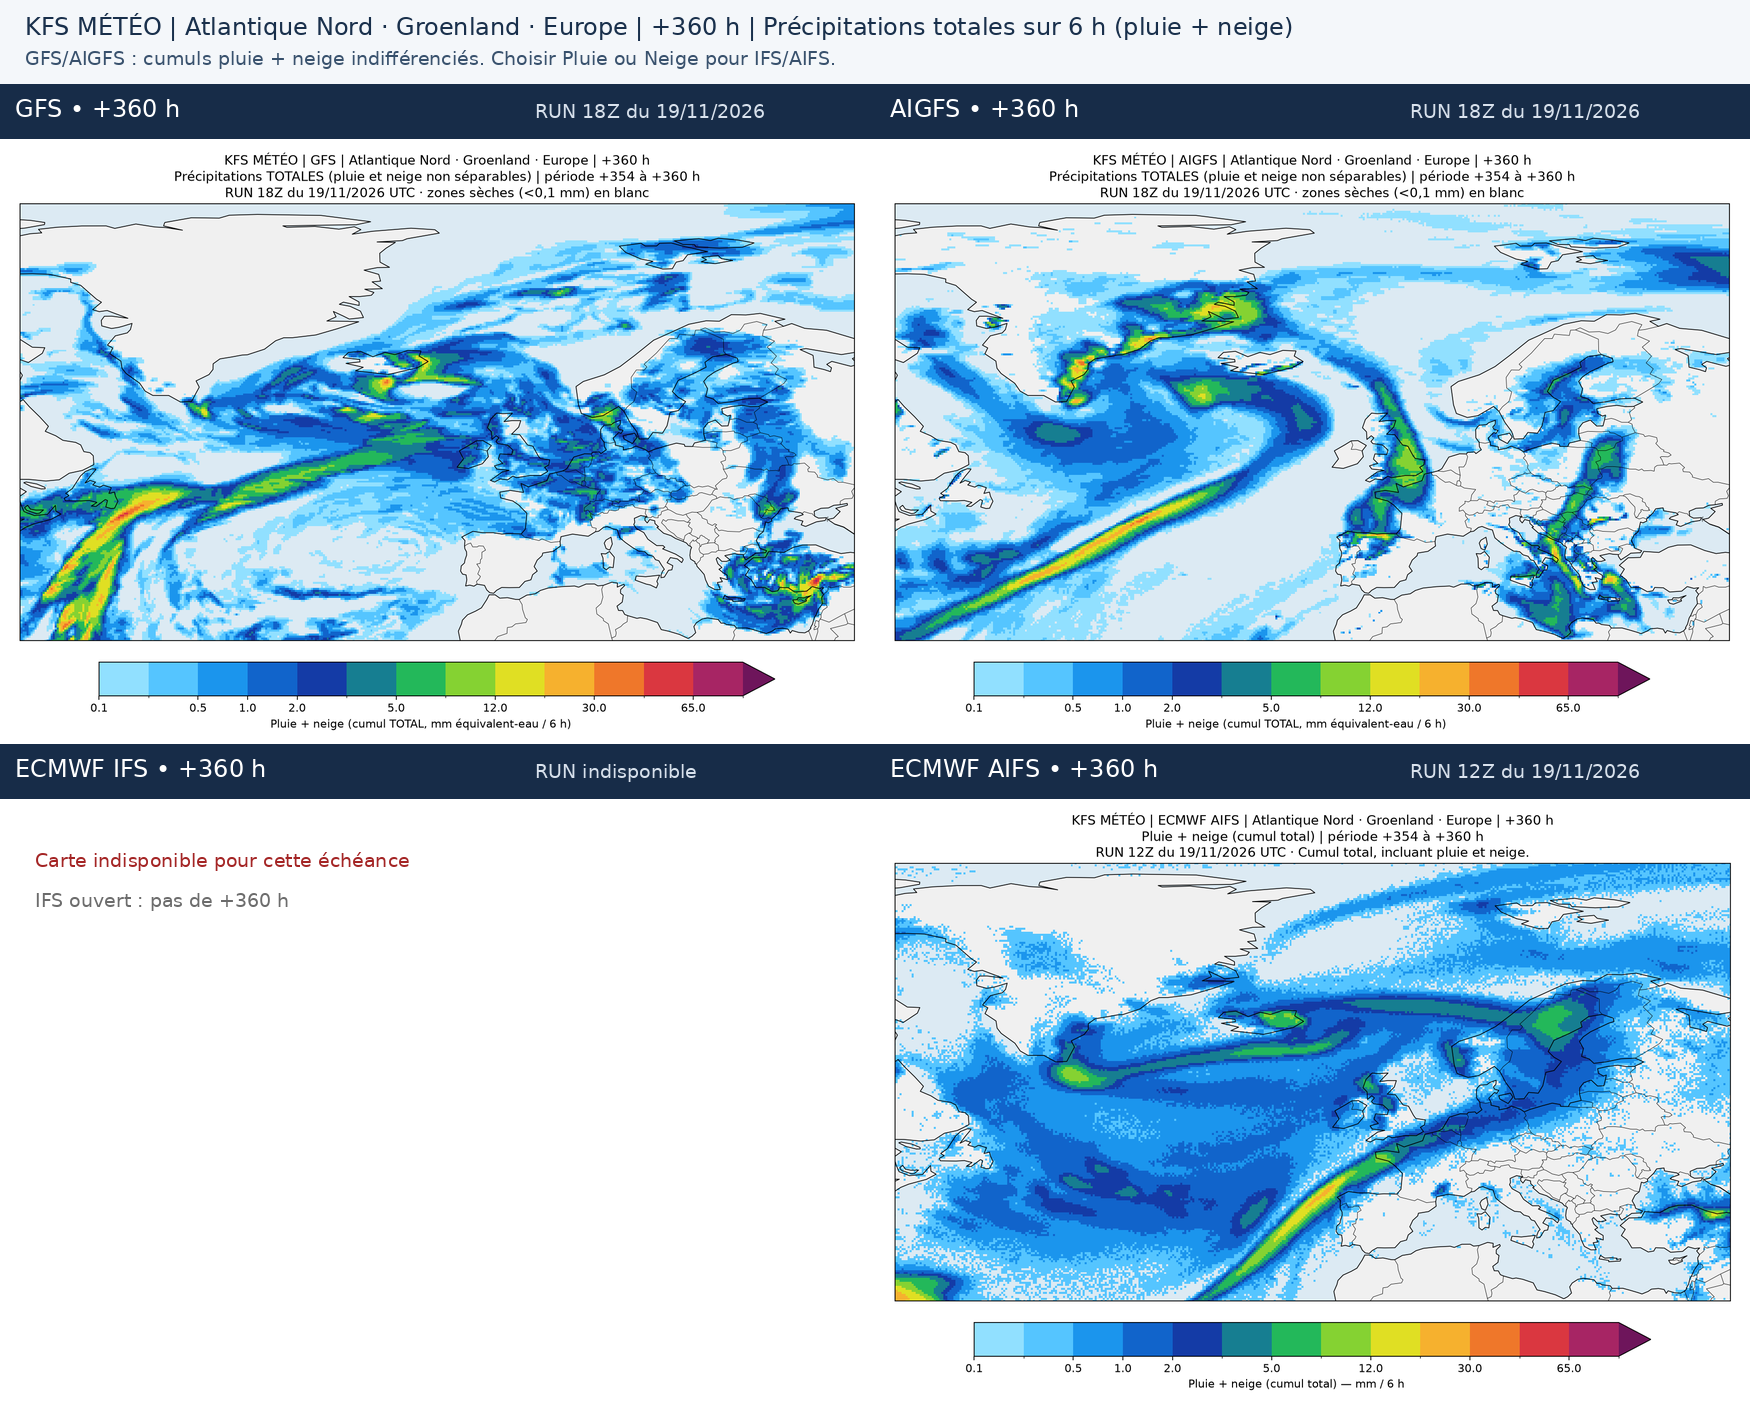 KFS MÉTÉO | Atlantique Nord · Groenland · Europe | +360 h | Précipitations totales sur 6 h (pluie + neige)
GFS/AIGFS : cumuls pluie + neige indifférenciés. Choisir Pluie ou Neige pour IFS/AIFS.
GFS • +360 h RUN 18Z du 19/11/2026
KFS MÉTÉO | GFS | Atlantique Nord · Groenland · Europe | +360 h
Précipitations TOTALES (pluie et neige non séparables) | période +354 à +360 h
RUN 18Z du 19/11/2026 UTC · zones sèches (<0,1 mm) en blanc
0.1 0.5 1.0 2.0 5.0 12.0 30.0 65.0
Pluie + neige (cumul TOTAL, mm équivalent-eau / 6 h)
AIGFS • +360 h RUN 18Z du 19/11/2026
KFS MÉTÉO | AIGFS | Atlantique Nord · Groenland · Europe | +360 h
Précipitations TOTALES (pluie et neige non séparables) | période +354 à +360 h
RUN 18Z du 19/11/2026 UTC · zones sèches (<0,1 mm) en blanc
0.1 0.5 1.0 2.0 5.0 12.0 30.0 65.0
Pluie + neige (cumul TOTAL, mm équivalent-eau / 6 h)
ECMWF IFS • +360 h RUN indisponible
Carte indisponible pour cette échéance
IFS ouvert : pas de +360 h
ECMWF AIFS • +360 h RUN 12Z du 19/11/2026
KFS MÉTÉO | ECMWF AIFS | Atlantique Nord · Groenland · Europe | +360 h
Pluie + neige (cumul total) | période +354 à +360 h
RUN 12Z du 19/11/2026 UTC · Cumul total, incluant pluie et neige.
0.1 0.5 1.0 2.0 5.0 12.0 30.0 65.0
Pluie + neige (cumul total) — mm / 6 h